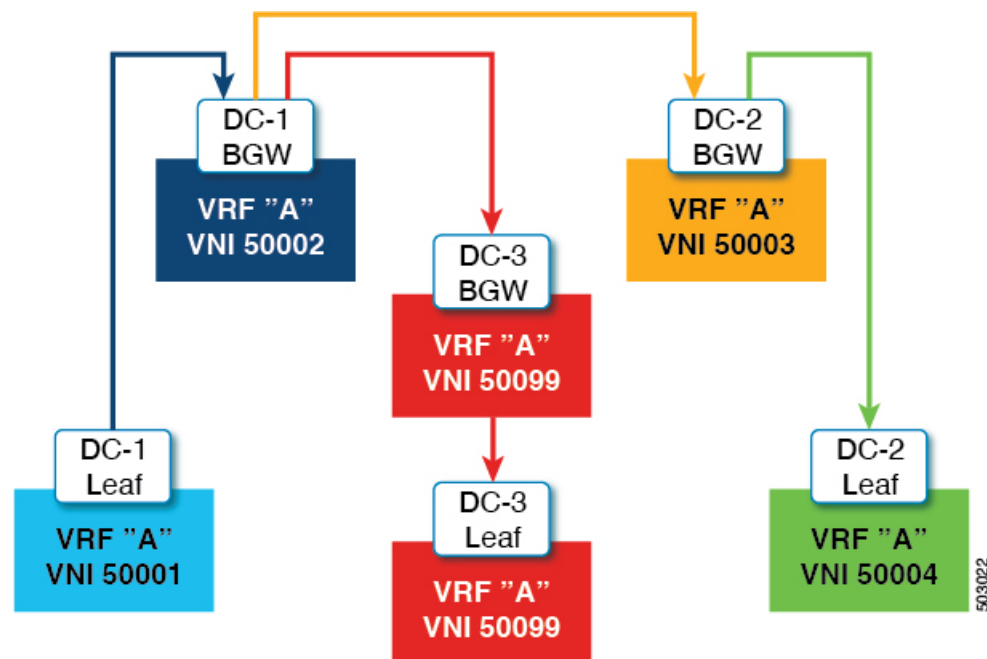 DC-1
BGW
VRF ”A”
VNI 50002
DC-2
BGW
VRF ”A”
VNI 50003
DC-3
BGW
VRF ”A”
VNI 50099
DC-1
Leaf
VRF ”A”
VNI 50001
DC-3
Leaf
VRF ”A”
VNI 50099
DC-2
Leaf
VRF ”A”
VNI 50004
503022